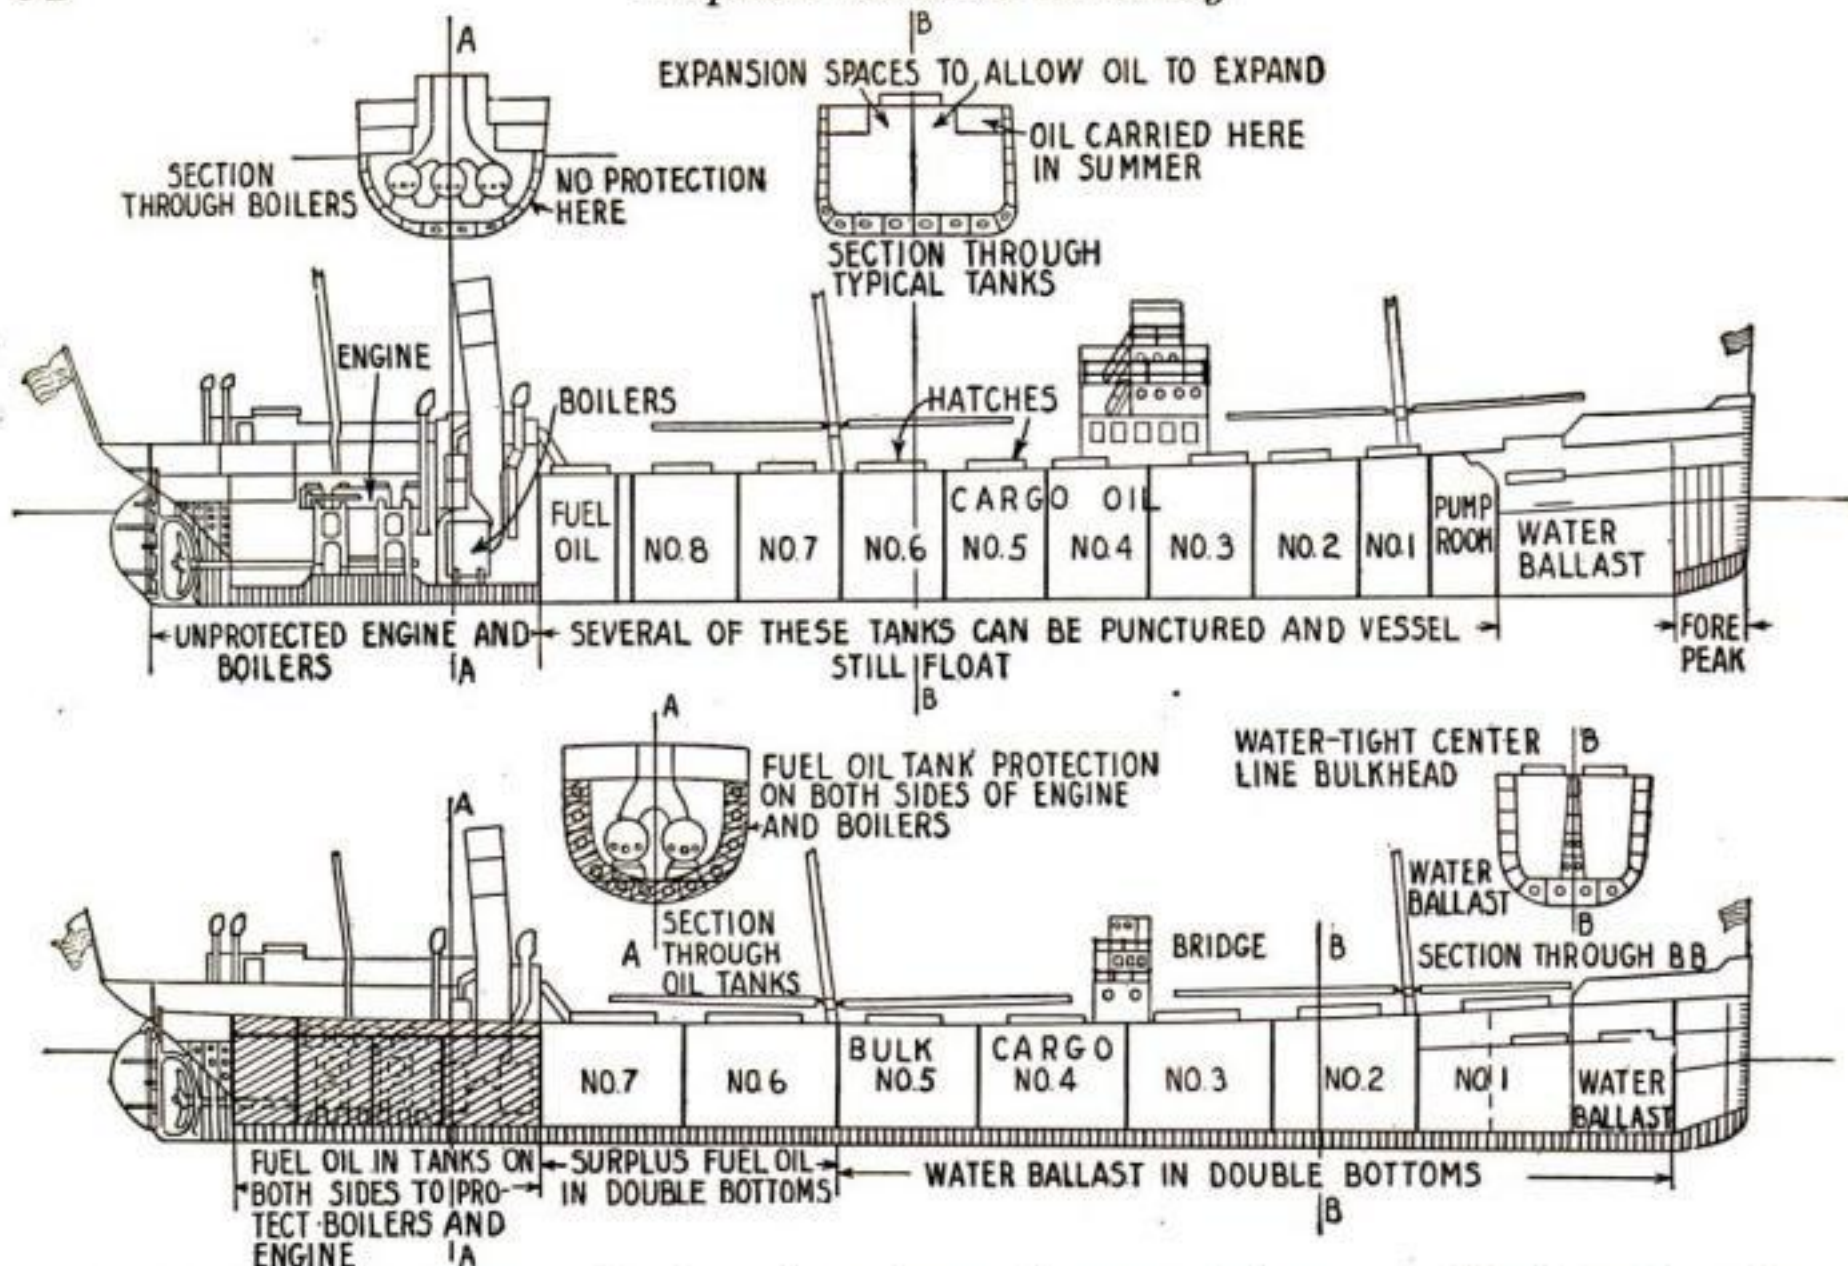 A
B
EXPANSION SPACES TO ALLOW OIL TO EXPAND
OIL CARRIED HERE
IN SUMMER
SECTION
THROUGH BOILERS
NO PROTECTION
HERE
SECTION THROUGH
TYPICAL TANKS
ENGINE
BOILERS
HATCHES
CARGO OIL
FUEL
OIL
NO.8
NO.7
NO.6
NO.5
NO.4
NO.3
NO.2
NO.1
PUMP
ROOM
WATER
BALLAST
UNPROTECTED ENGINE AND
BOILERS
SEVERAL OF THESE TANKS CAN BE PUNCTURED AND VESSEL
STILL FLOAT
FORE
PEAK
A
B
A
FUEL OIL TANK PROTECTION
ON BOTH SIDES OF ENGINE
AND BOILERS
WATER-TIGHT CENTER
LINE BULKHEAD
B
A
SECTION
THROUGH
OIL TANKS
A
WATER
BALLAST
B
BRIDGE
B
SECTION THROUGH BB
BULK CARGO
NO.7
NO.6
NO.5
NO.4
NO.3
NO.2
NO.1
WATER
BALLAST
FUEL OIL IN TANKS ON
BOTH SIDES TO PRO-
TECT BOILERS AND
ENGINE
SURPLUS FUEL OIL
IN DOUBLE BOTTOMS
WATER BALLAST IN DOUBLE BOTTOMS
A
B